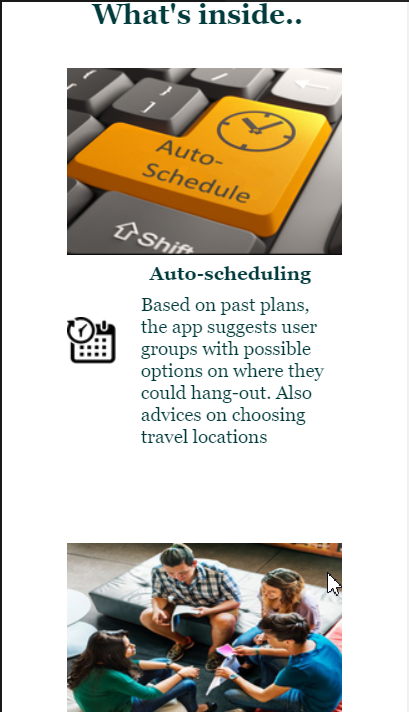 What's inside..
Auto-
Schedule
Shift
Auto-scheduling
Based on past plans,
the app suggests user
groups with possible
options on where they
could hang-out. Also
advices on choosing
travel locations